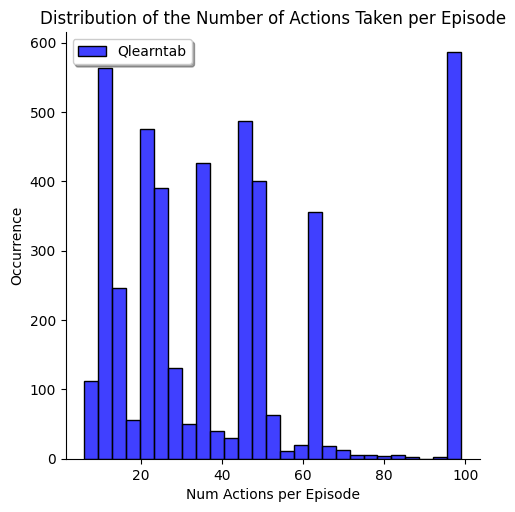 Distribution of the Number of Actions Taken per Episode
Qlearntab
600
500
400
300
200
100
0
Occurrence
20 40 60 80 100
Num Actions per Episode